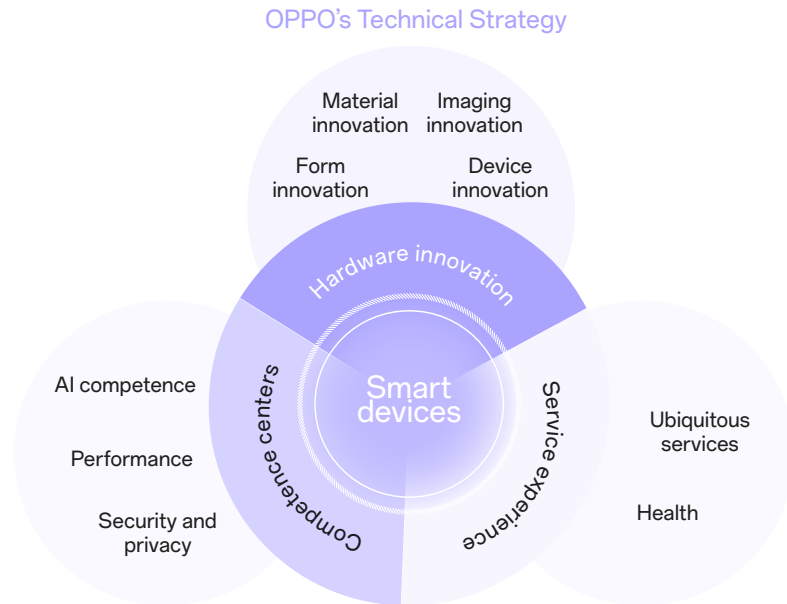 OPPO's Technical Strategy
Material
innovation
Imaging
innovation
Form
innovation
Device
innovation
Hardware innovation
Smart
devices
Competence centers
AI competence
Performance
Security and
privacy
Service experience
Ubiquitous
services
Health